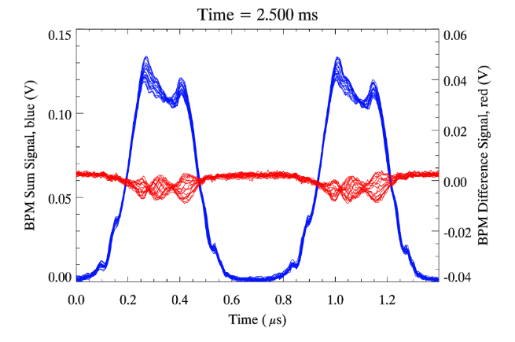 Time = 2.500 ms
0.15
0.10
0.05
0.00
BPM Sum Signal, blue (V)
0.06
0.04
0.02
0.00
-0.02
-0.04
BPM Difference Signal, red (V)
0.0 0.2 0.4 0.6 0.8 1.0 1.2
Time ( μs)